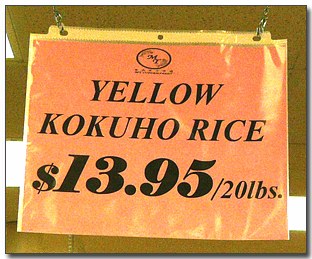 YELLOW
KOKUHO RICE
$13.95/20lbs.